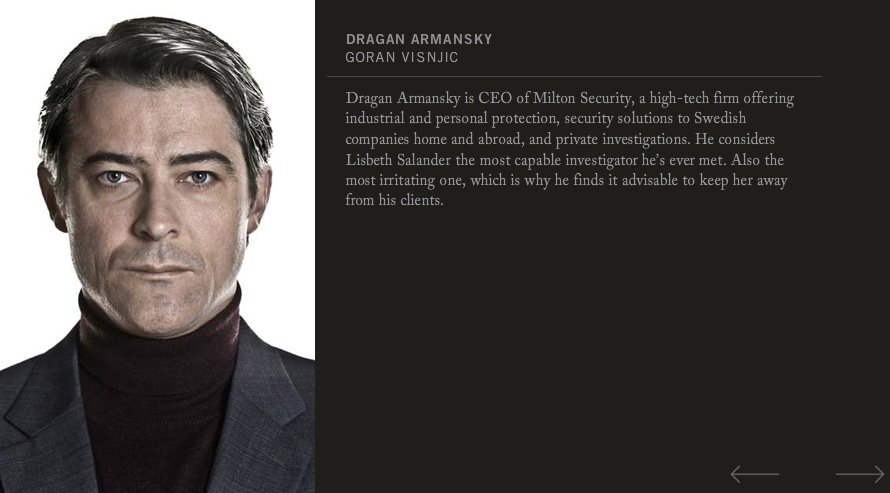 DRAGAN ARMANSKY
GORAN VISNJIC
Dragan Armansky is CEO of Milton Security, a high-tech firm offering
industrial and personal protection, security solutions to Swedish
companies home and abroad, and private investigations. He considers
Lisbeth Salander the most capable investigator he’s ever met. Also the
most irritating one, which is why he finds it advisable to keep her away
from his clients.